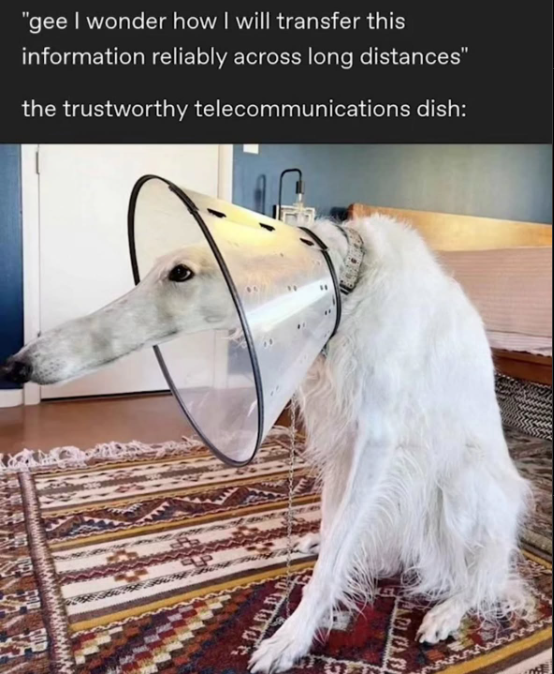 "gee I wonder how I will transfer this
information reliably across long distances"
the trustworthy telecommunications dish: